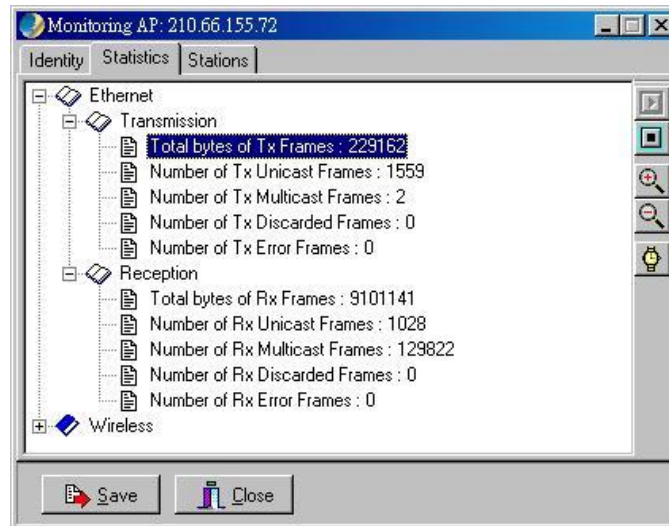 Monitoring AP: 210.66.155.72
Identity Statistics Stations
Ethernet
Transmission
Total bytes of Tx Frames : 229162
Number of Tx Unicast Frames : 1559
Number of Tx Multicast Frames : 2
Number of Tx Discarded Frames : 0
Number of Tx Error Frames : 0
Reception
Total bytes of Rx Frames : 9101141
Number of Rx Unicast Frames : 1028
Number of Rx Multicast Frames : 129822
Number of Rx Discarded Frames : 0
Number of Rx Error Frames : 0
Wireless
Save Close